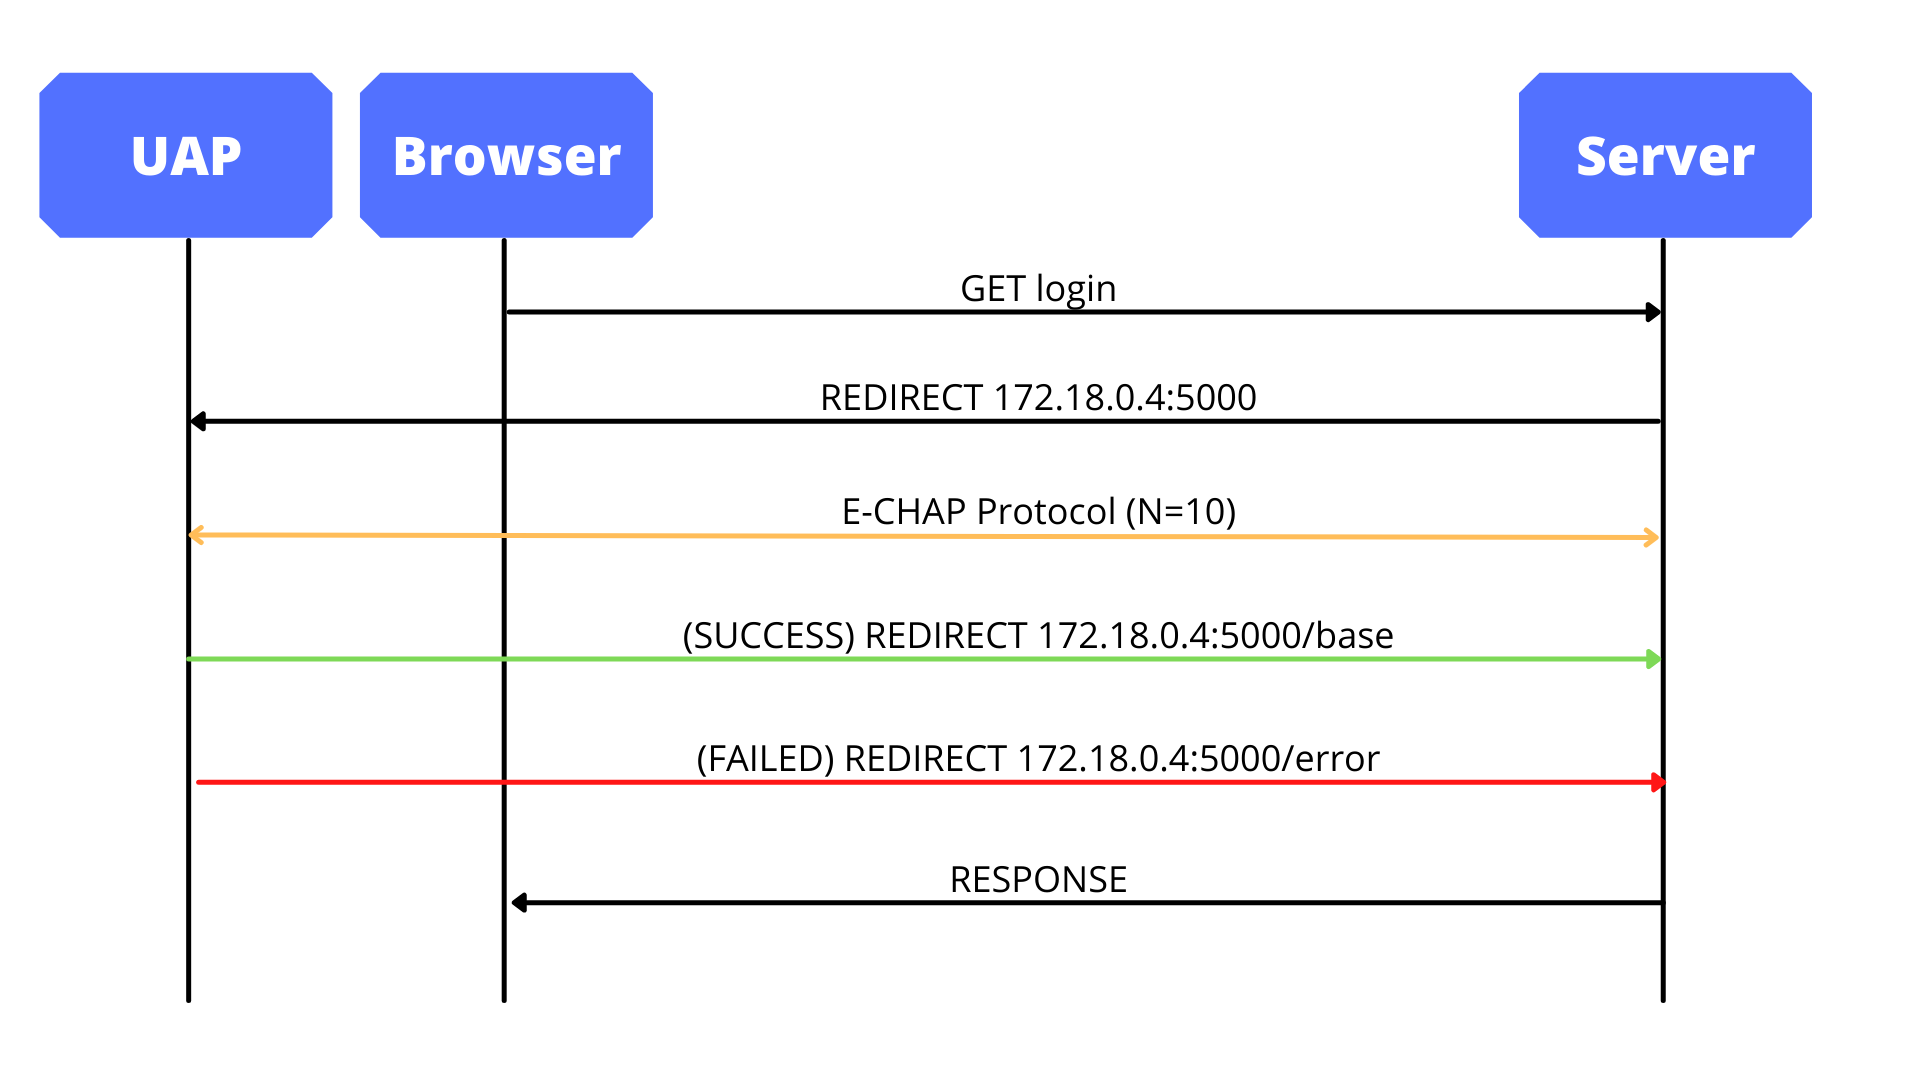 UAP
Browser
Server
GET login
REDIRECT 172.18.0.4:5000
E-CHAP Protocol (N=10)
(SUCCESS) REDIRECT 172.18.0.4:5000/base
(FAILED) REDIRECT 172.18.0.4:5000/error
RESPONSE